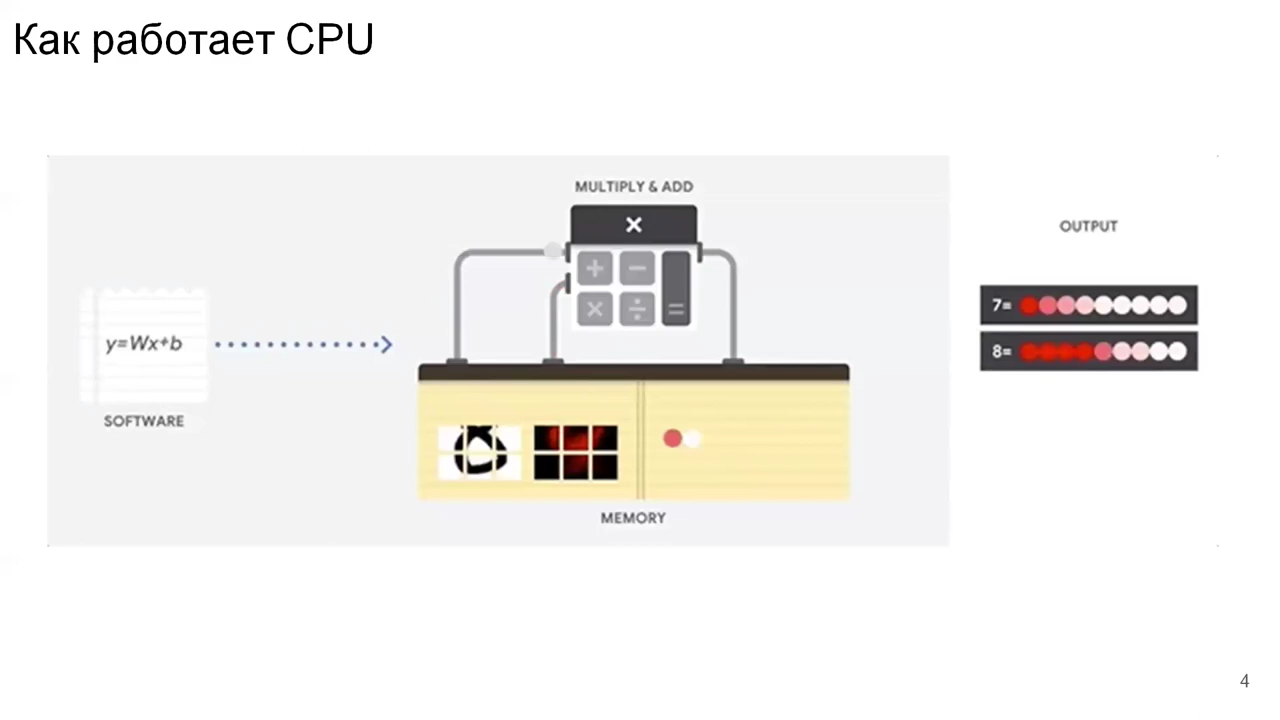 Как работает CPU
MULTIPLY & ADD
×
+ −
× ÷ =
y=Wx+b
SOFTWARE
MEMORY
OUTPUT
7=
8=
4